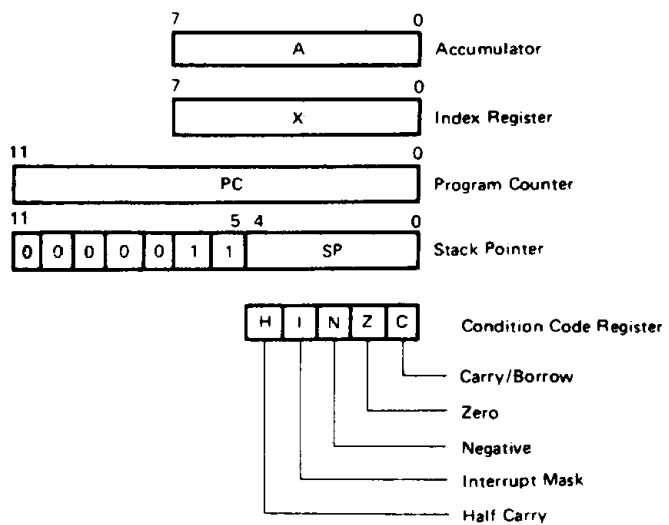 7 0
A Accumulator
7 0
X Index Register
11 0
PC Program Counter
11 5 4 0
0 0 0 0 0 1 1 SP Stack Pointer
H I N Z C Condition Code Register
Carry/Borrow
Zero
Negative
Interrupt Mask
Half Carry